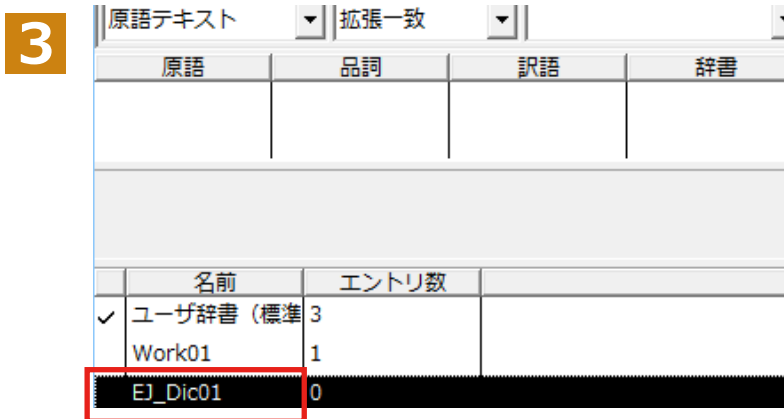 3
原語テキスト 拡張一致
原語 品詞 訳語 辞書
名前 エントリ数
✓ ユーザ辞書（標準 3
Work01 1
EJ_Dic01 0